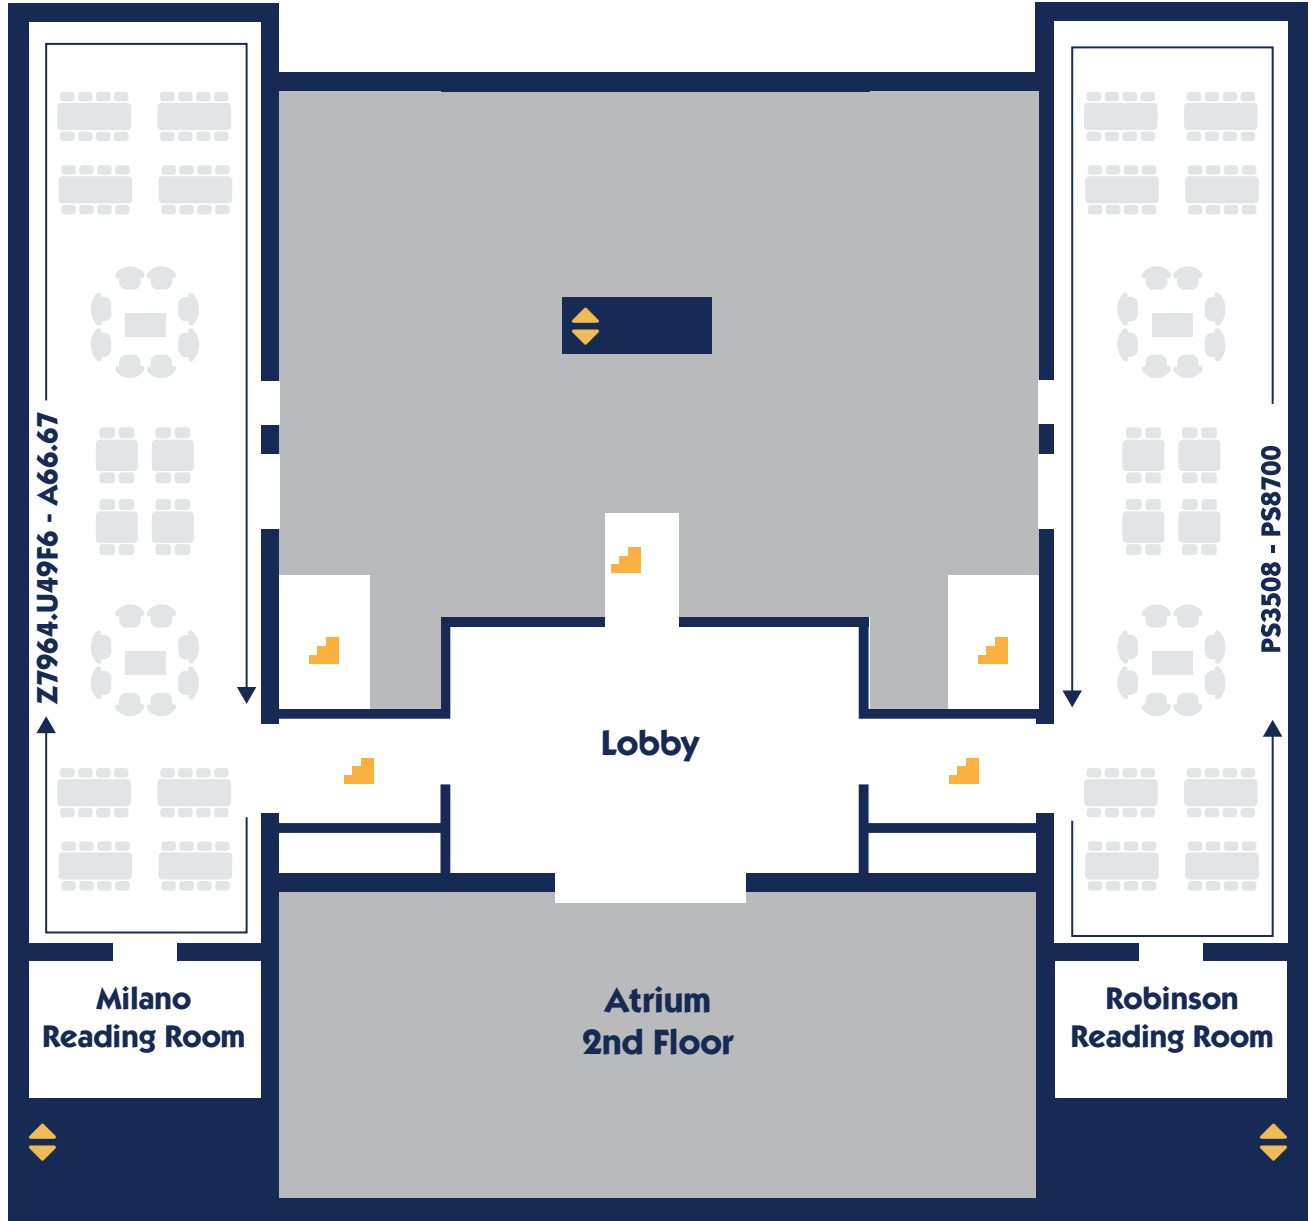 Z7964.U49F6 - A66.67
PS3508 - PS8700
Lobby
Milano
Reading Room
Atrium
2nd Floor
Robinson
Reading Room